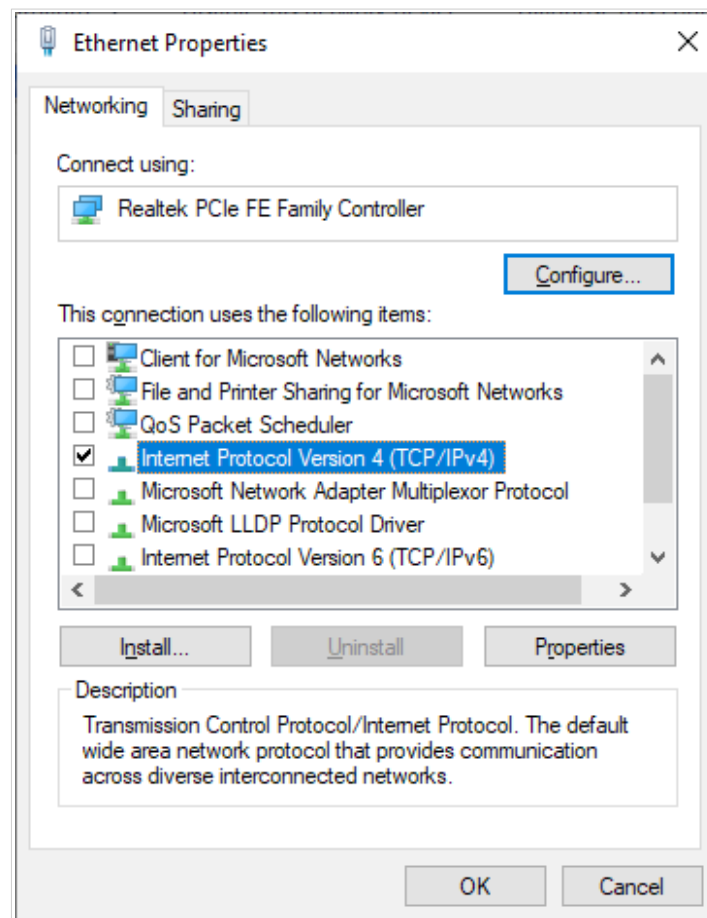 Ethernet Properties
Networking
Sharing
Connect using:
Realtek PCIe FE Family Controller
Configure...
This connection uses the following items:
Client for Microsoft Networks
File and Printer Sharing for Microsoft Networks
QoS Packet Scheduler
Internet Protocol Version 4 (TCP/IPv4)
Microsoft Network Adapter Multiplexor Protocol
Microsoft LLDP Protocol Driver
Internet Protocol Version 6 (TCP/IPv6)
Install...
Uninstall
Properties
Description
Transmission Control Protocol/Internet Protocol. The default
wide area network protocol that provides communication
across diverse interconnected networks.
OK
Cancel